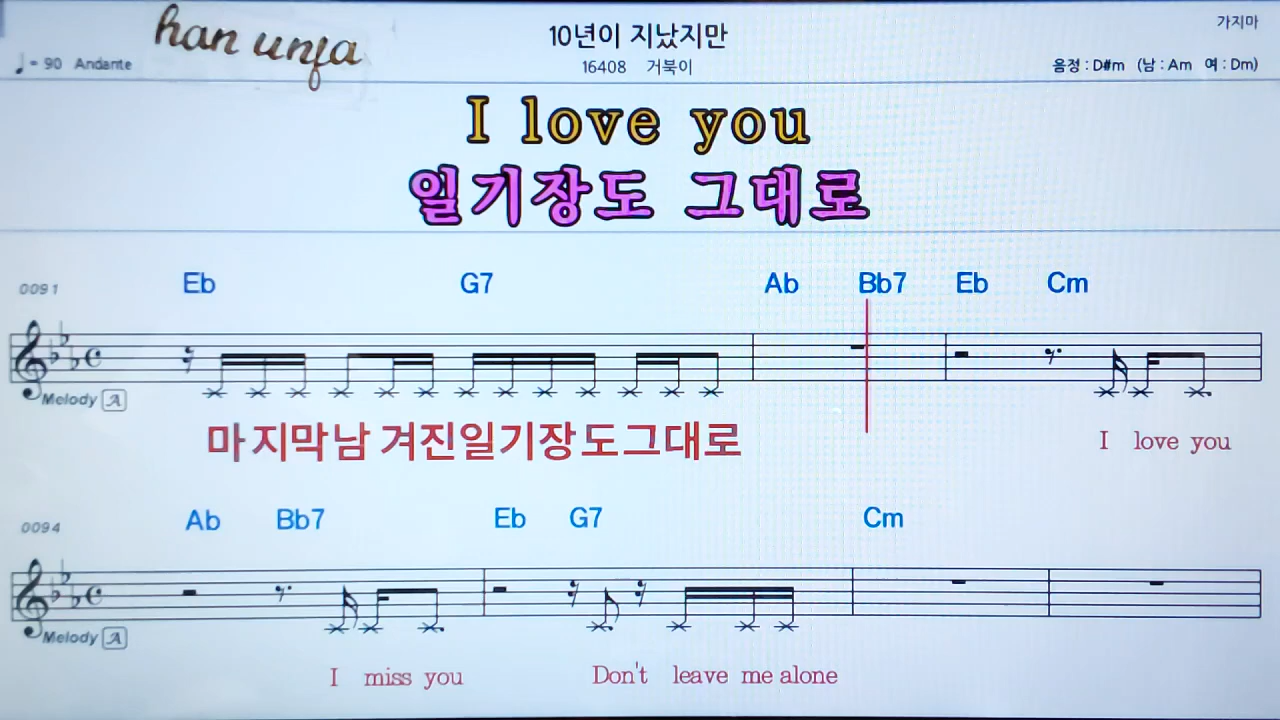 han unfa
10년이 지났지만
가지마
♩= 90 Andante
16408 거북이
음정 : D#m (남 : Am 여 : Dm)
I love you
일기장도 그대로
0091 Eb G7 Ab Bb7 Eb Cm
Melody A
마 지막남 겨진일기장도그대로
I love you
0094 Ab Bb7 Eb G7 Cm
Melody A
I miss you Don't leave me alone